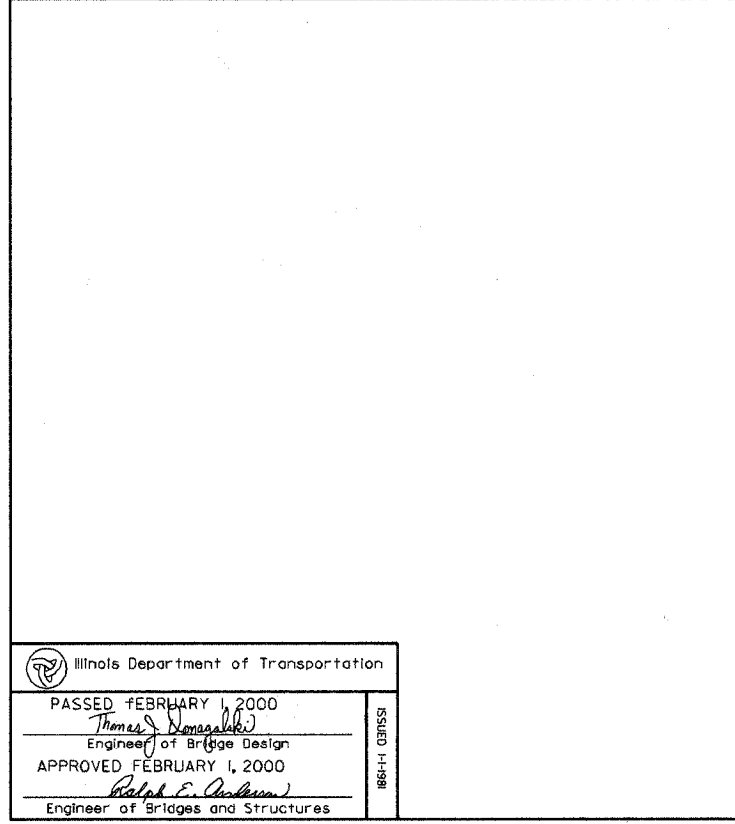 Illinois Department of Transportation
PASSED FEBRUARY 1, 2000
Thomas J. Domagalski
Engineer of Bridge Design
APPROVED FEBRUARY 1, 2000
Ralph E. Anderson
Engineer of Bridges and Structures
ISSUED 1-1-1981